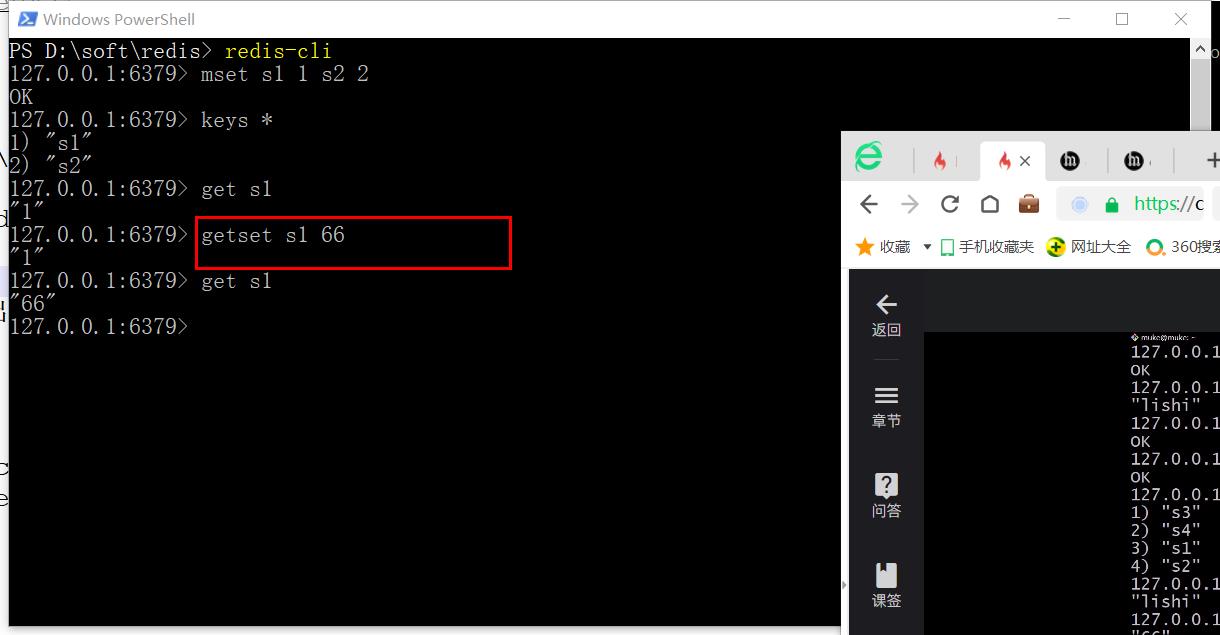 Windows PowerShell
PS D:\soft\redis> redis-cli
127.0.0.1:6379> mset s1 1 s2 2
OK
127.0.0.1:6379> keys *
1) "s1"
2) "s2"
127.0.0.1:6379> get s1
"1"
127.0.0.1:6379> getset s1 66
"1"
127.0.0.1:6379> get s1
"66"
127.0.0.1:6379>
https://c
收藏 手机收藏夹 网址大全 360搜索
返回
章节
问答
课签
muke@muke: ~
127.0.0.1
OK
127.0.0.1
"lishi"
127.0.0.1
OK
127.0.0.1
OK
127.0.0.1
1) "s3"
2) "s4"
3) "s1"
4) "s2"
127.0.0.1
"lishi"
127.0.0.1
"66"